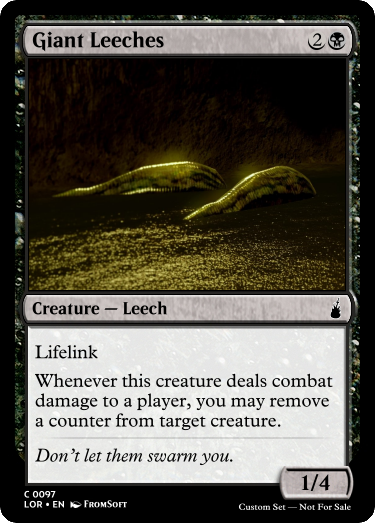 Giant Leeches 2
Creature — Leech
Lifelink
Whenever this creature deals combat
damage to a player, you may remove
a counter from target creature.
Don't let them swarm you.
1/4
C 0097
LOR • EN FROMSOFT
Custom Set — Not For Sale